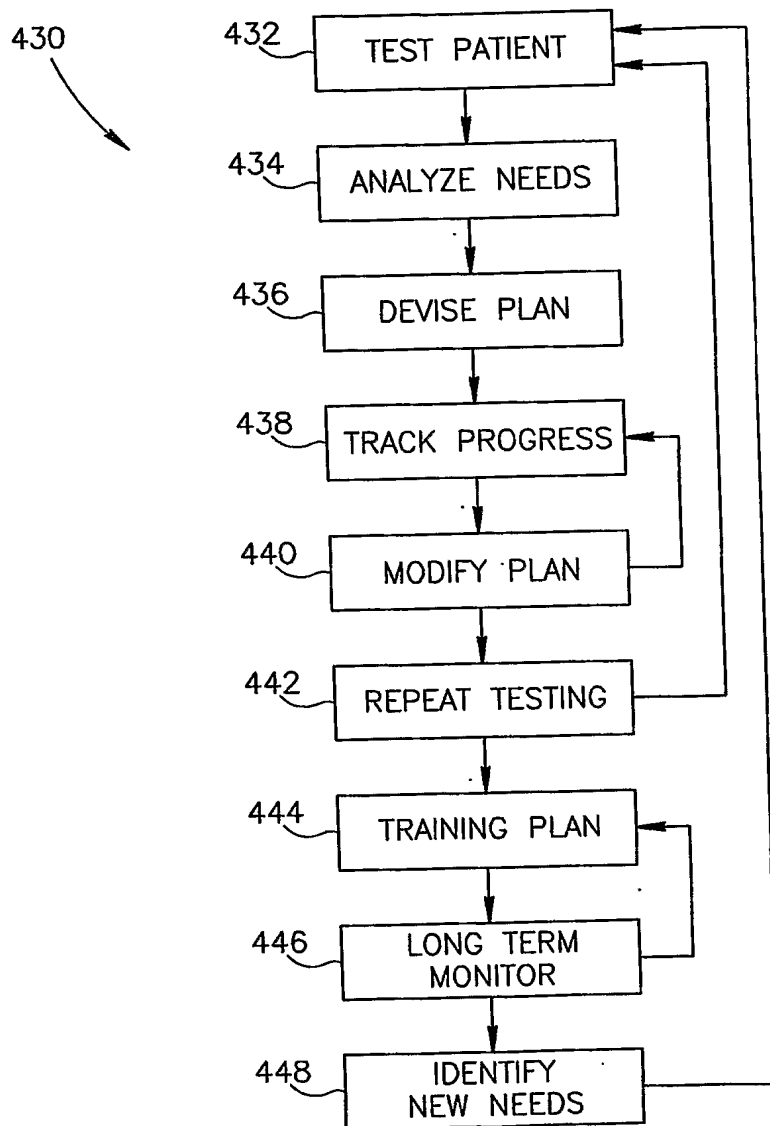 430
432
TEST PATIENT
434
ANALYZE NEEDS
436
DEVISE PLAN
438
TRACK PROGRESS
440
MODIFY PLAN
442
REPEAT TESTING
444
TRAINING PLAN
446
LONG TERM
MONITOR
448
IDENTIFY
NEW NEEDS